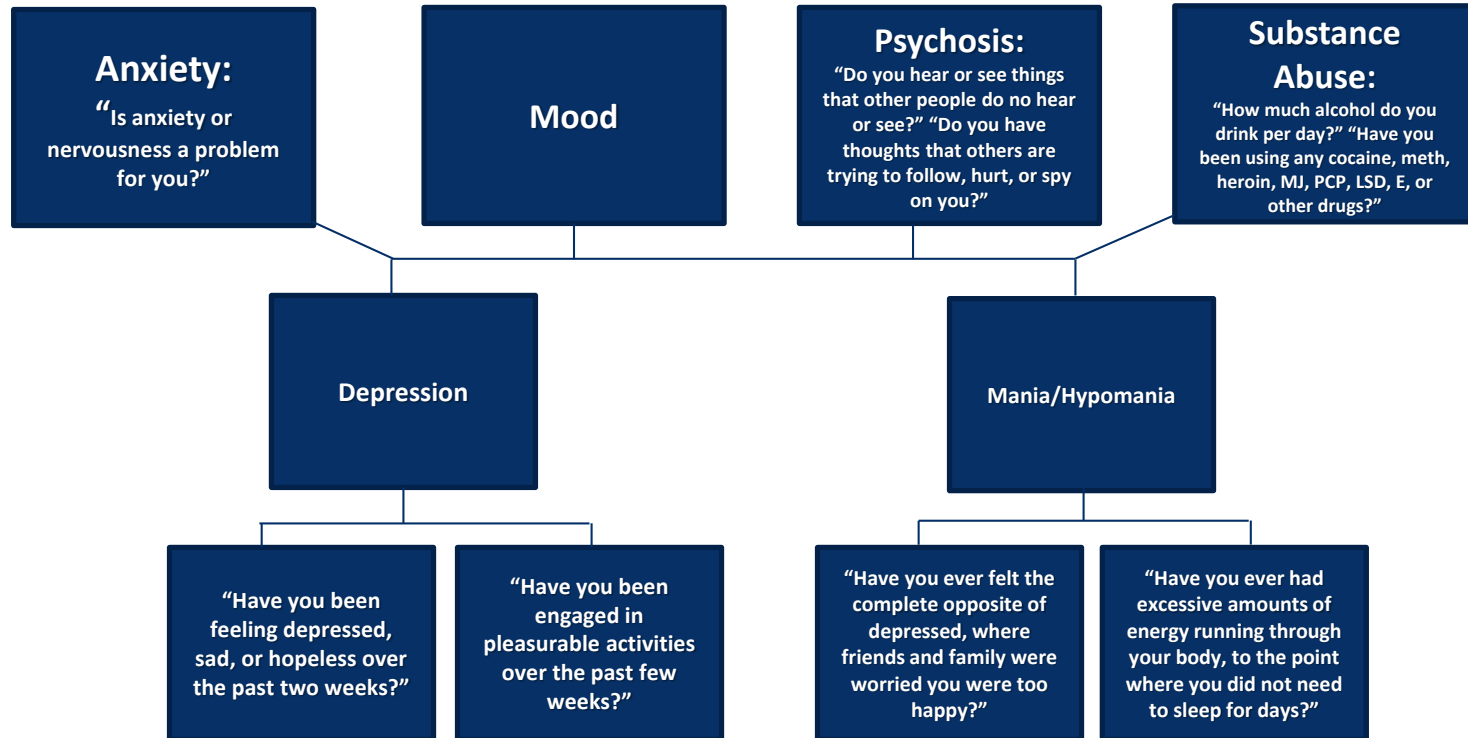 Anxiety:
“Is anxiety or
nervousness a problem
for you?”
Mood
Psychosis:
“Do you hear or see things
that other people do no hear
or see?” “Do you have
thoughts that others are
trying to follow, hurt, or spy
on you?”
Substance
Abuse:
“How much alcohol do you
drink per day?” “Have you
been using any cocaine, meth,
heroin, MJ, PCP, LSD, E, or
other drugs?”
Depression
Mania/Hypomania
“Have you been
feeling depressed,
sad, or hopeless over
the past two weeks?”
“Have you been
engaged in
pleasurable activities
over the past few
weeks?”
“Have you ever felt the
complete opposite of
depressed, where
friends and family were
worried you were too
happy?”
“Have you ever had
excessive amounts of
energy running through
your body, to the point
where you did not need
to sleep for days?”